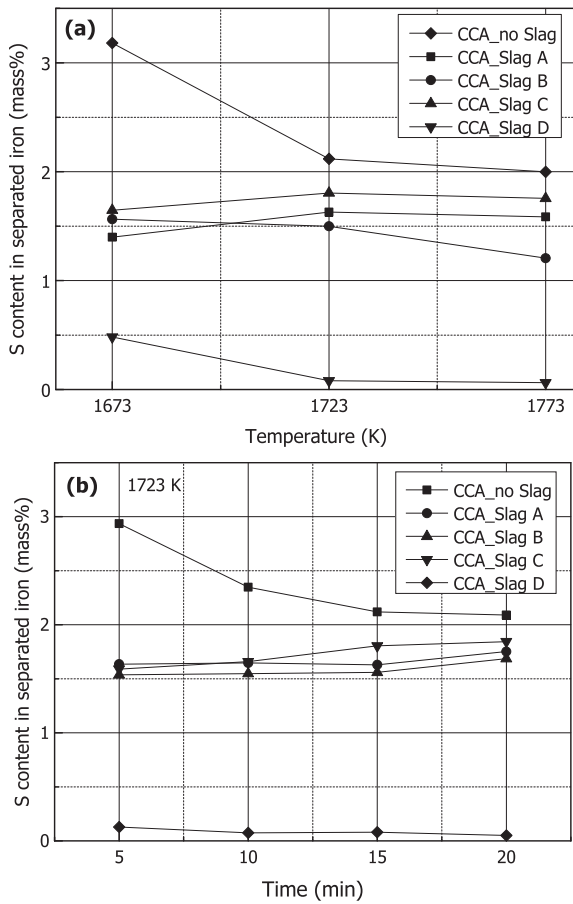 (a)
CCA_no Slag
CCA_Slag A
CCA_Slag B
CCA_Slag C
CCA_Slag D
S content in separated iron (mass%)
3
2
1
0
1673
1723
1773
Temperature (K)
(b)
1723 K
CCA_no Slag
CCA_Slag A
CCA_Slag B
CCA_Slag C
CCA_Slag D
S content in separated iron (mass%)
3
2
1
0
5
10
15
20
Time (min)